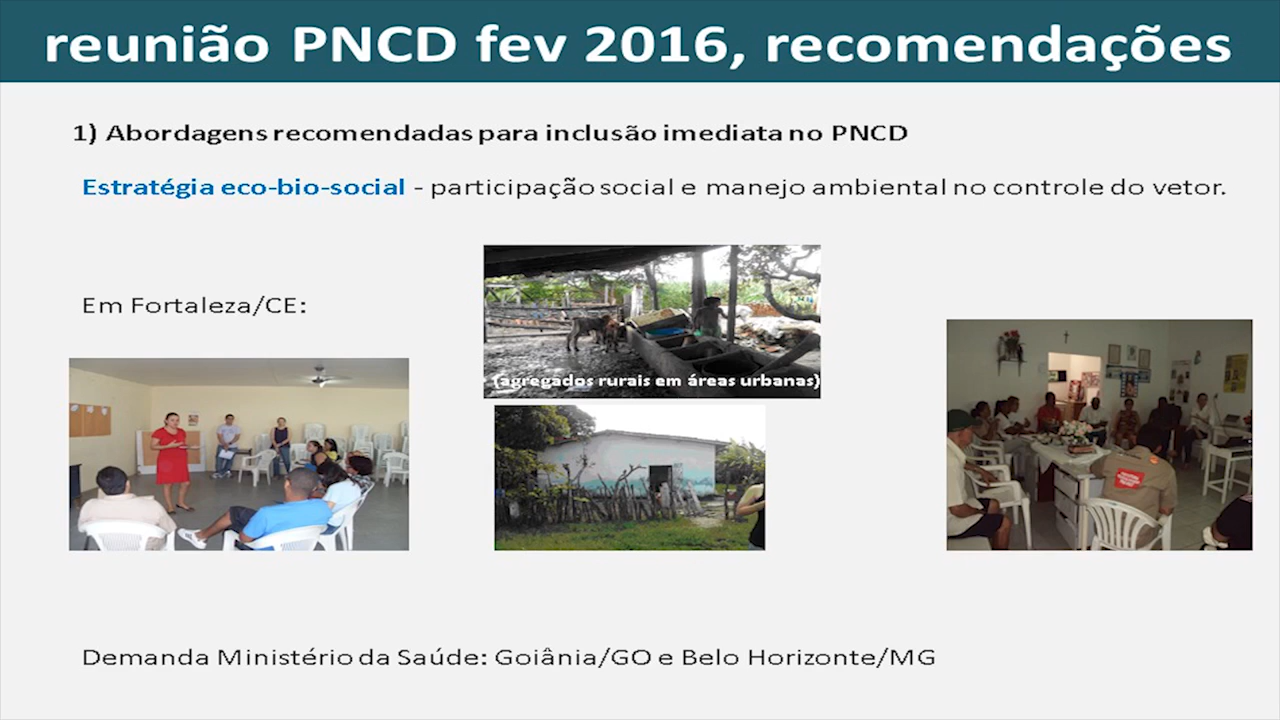 reunião PNCD fev 2016, recomendações
1) Abordagens recomendadas para inclusão imediata no PNCD
Estratégia eco-bio-social - participação social e manejo ambiental no controle do vetor.
Em Fortaleza/CE:
(agregados rurais em áreas urbanas)
Demanda Ministério da Saúde: Goiânia/GO e Belo Horizonte/MG